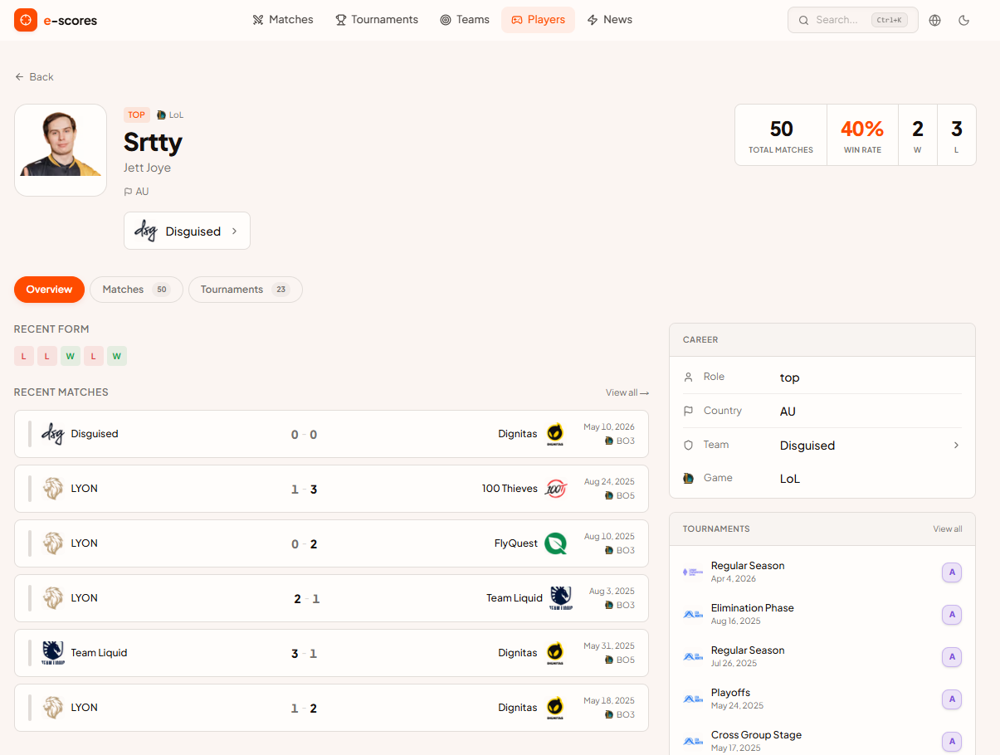 e-scores
Matches
Tournaments
Teams
Players
News
Search...
Ctrl+K
Back
TOP
LoL
Srtty
Jett Joye
AU
dsg
Disguised
50
TOTAL MATCHES
40%
WIN RATE
2
W
3
L
Overview
Matches 50
Tournaments 23
RECENT FORM
L L W L W
RECENT MATCHES
View all →
dsg Disguised 0 - 0 Dignitas
May 10, 2026
BO3
LYON 1 - 3 100 Thieves 100T
Aug 24, 2025
BO5
LYON 0 - 2 FlyQuest
Aug 10, 2025
BO3
LYON 2 - 1 Team Liquid
Aug 3, 2025
BO3
Team Liquid 3 - 1 Dignitas
May 31, 2025
BO5
LYON 1 - 2 Dignitas
May 18, 2025
BO3
CAREER
Role top
Country AU
Team Disguised
Game LoL
TOURNAMENTS
View all
Regular Season
Apr 4, 2026
A
Elimination Phase
Aug 16, 2025
A
Regular Season
Jul 26, 2025
A
Playoffs
May 24, 2025
A
Cross Group Stage
May 17, 2025
A